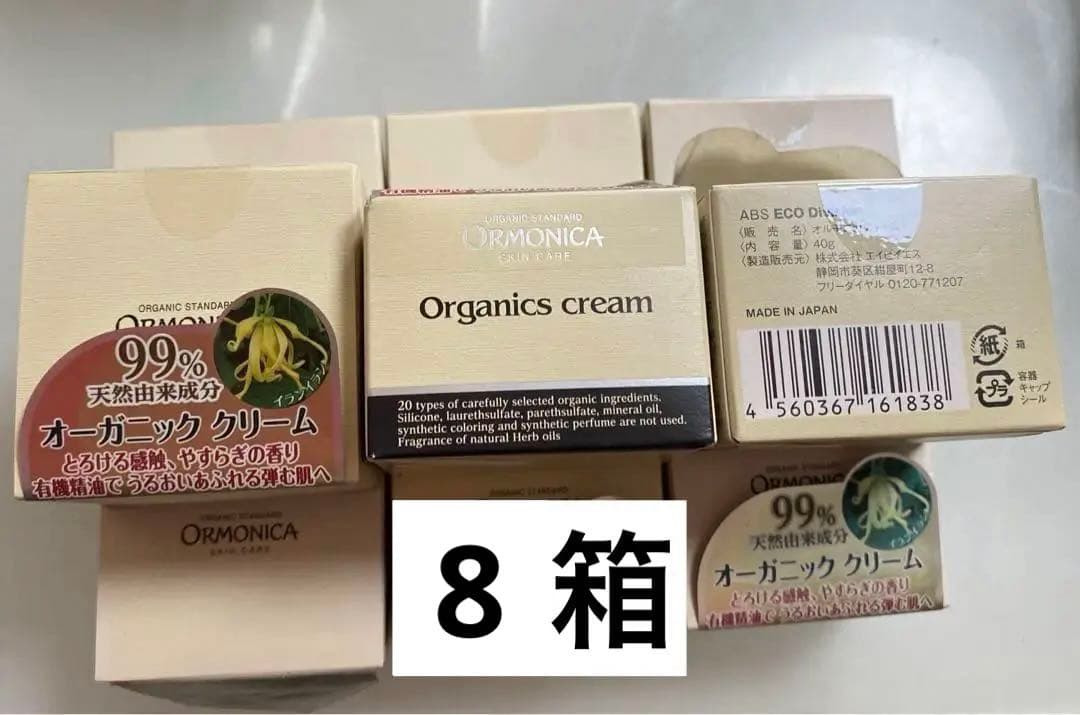 ORGANIC STANDARD
99%
天然由来成分
イランイラン
オーガニック クリーム
とろける感触、やすらぎの香り
有機精油で うるおいあふれる弾む肌へ
ORGANIC STANDARD
ORMONICA
SKIN CARE
Organics cream
20 types of carefully selected organic ingredients.
Silicone, laurethsulfate, parethsulfate, mineral oil,
synthetic coloring and synthetic perfume are not used.
Fragrance of natural Herb oils
ABS ECO
〈販 売 名〉
〈内 容 量〉 40g
〈製造販売元〉 株式会社 エイビイエス
静岡市葵区紺屋町12-8
フリーダイヤル 0120-771207
MADE IN JAPAN
4 560367 161838
紙
箱
プラ
容器
キャップ
シール
ORGANIC STANDARD
ORMONICA
SKIN CARE
8 箱
99%
天然由来成分
オーガニック クリーム
とろける感触、やすらぎの香り
有機精油で うるおいあふれる弾む肌へ